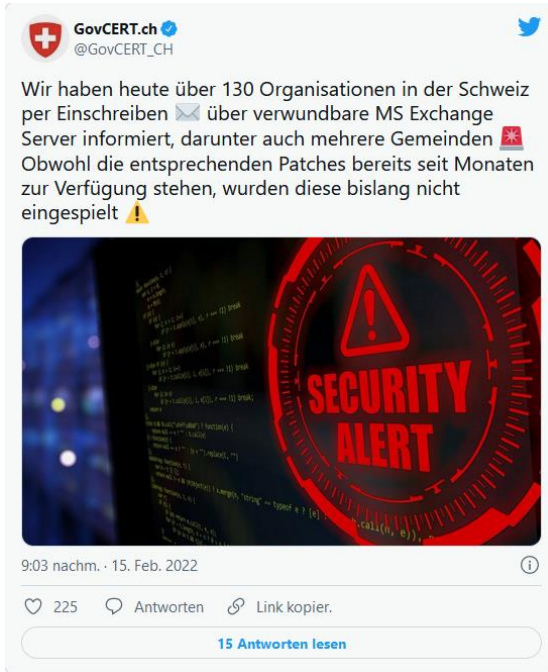 GovCERT.ch
@GovCERT_CH
Wir haben heute über 130 Organisationen in der Schweiz
per Einschreiben ✉️ über verwundbare MS Exchange
Server informiert, darunter auch mehrere Gemeinden 🚨
Obwohl die entsprechenden Patches bereits seit Monaten
zur Verfügung stehen, wurden diese bislang nicht
eingespielt ⚠️
SECURITY
ALERT
9:03 nachm. · 15. Feb. 2022
225 Antworten Link kopier.
15 Antworten lesen